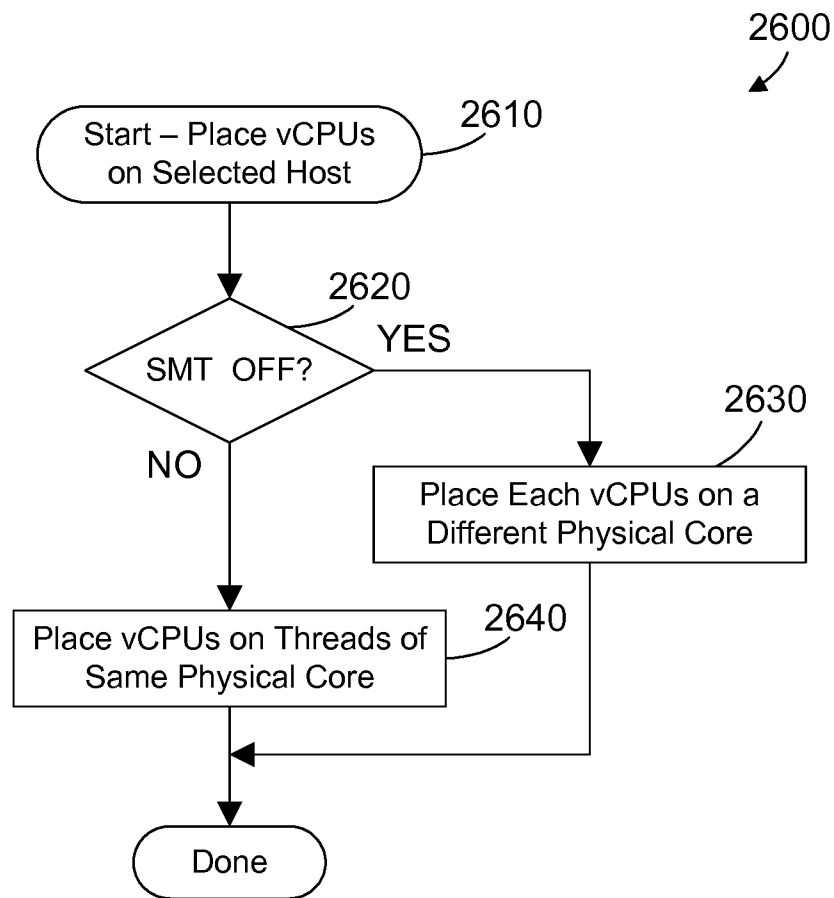 2600
Start – Place vCPUs
on Selected Host
2610
2620
SMT OFF?
YES
NO
2630
Place Each vCPUs on a
Different Physical Core
Place vCPUs on Threads of
Same Physical Core
2640
Done